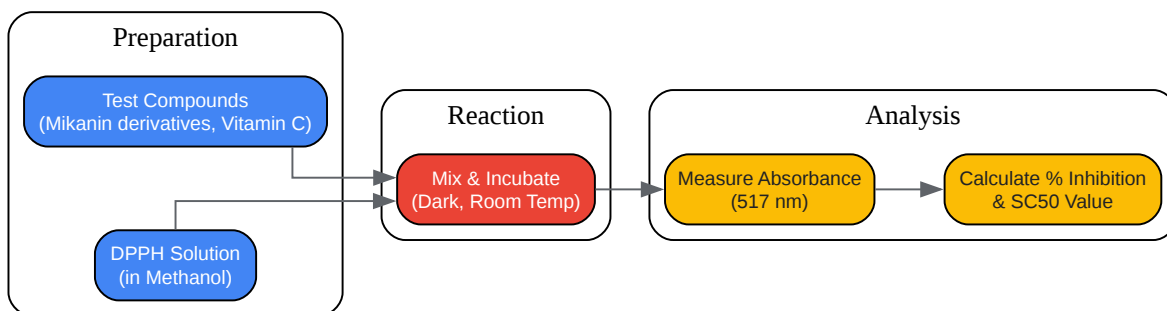 Preparation
Test Compounds
(Mikanin derivatives, Vitamin C)
DPPH Solution
(in Methanol)
Reaction
Mix & Incubate
(Dark, Room Temp)
Analysis
Measure Absorbance
(517 nm)
Calculate % Inhibition
& SC50 Value